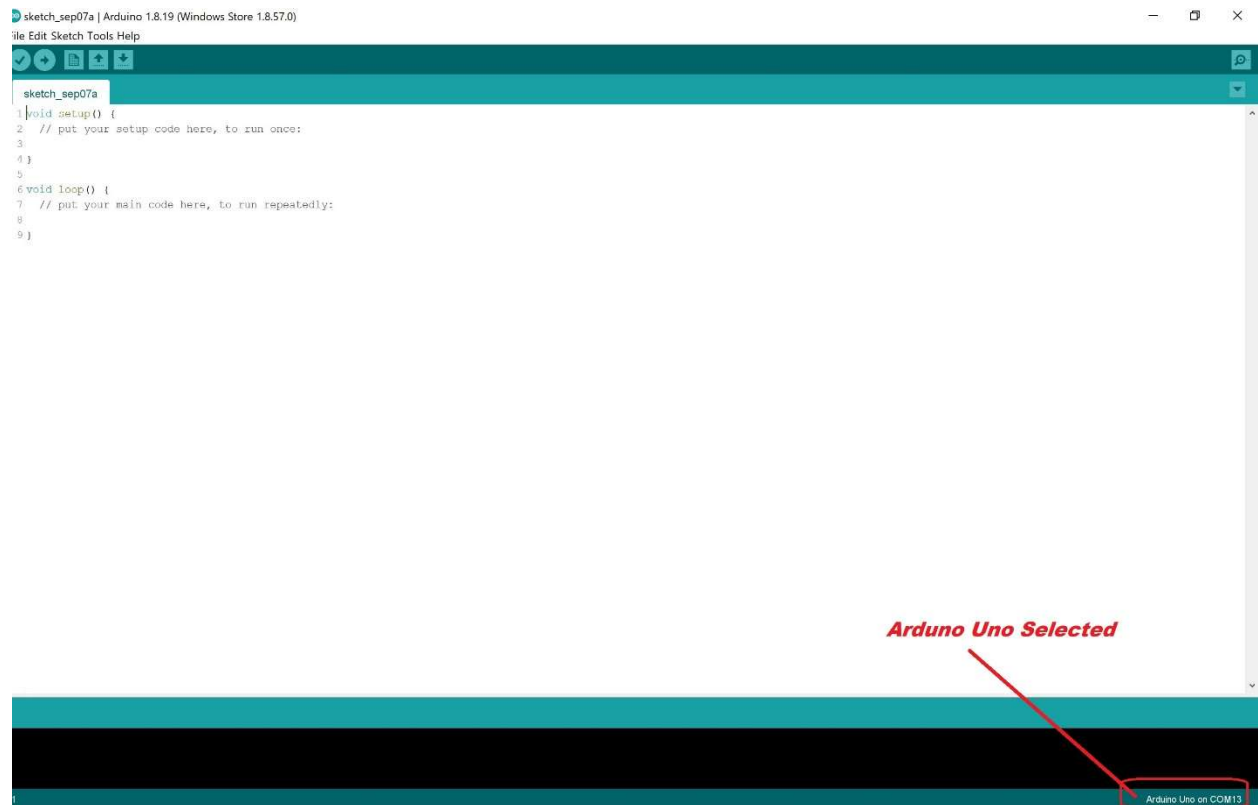 sketch_sep07a | Arduino 1.8.19 (Windows Store 1.8.57.0)
ile Edit Sketch Tools Help
sketch_sep07a
1 void setup() {
2 // put your setup code here, to run once:
3
4 }
5
6 void loop() {
7 // put your main code here, to run repeatedly:
8
9 }
Arduno Uno Selected
1
Arduino Uno on COM13